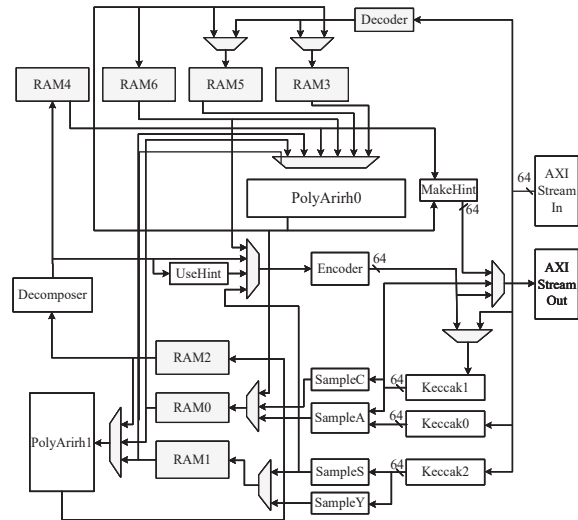 Decoder
RAM4
RAM6
RAM5
RAM3
PolyArirh0
MakeHint
64
64
AXI
Stream
In
UseHint
Encoder
64
AXI
Stream
Out
Decomposer
RAM2
SampleC
64
Keccak1
RAM0
SampleA
64
Keccak0
PolyArirh1
RAM1
SampleS
64
Keccak2
SampleY